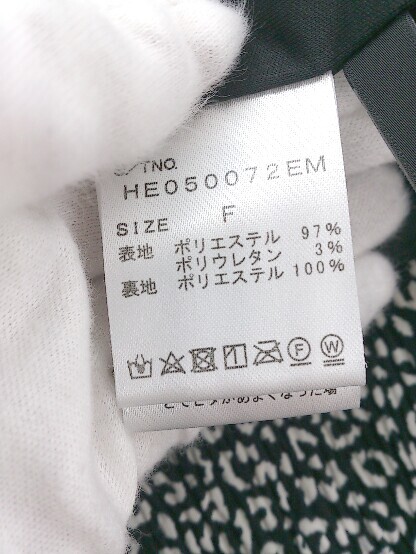 TNO.
HE050072EM
SIZE F
表地 ポリエステル 97%
ポリウレタン 3%
裏地 ポリエステル 100%
F W